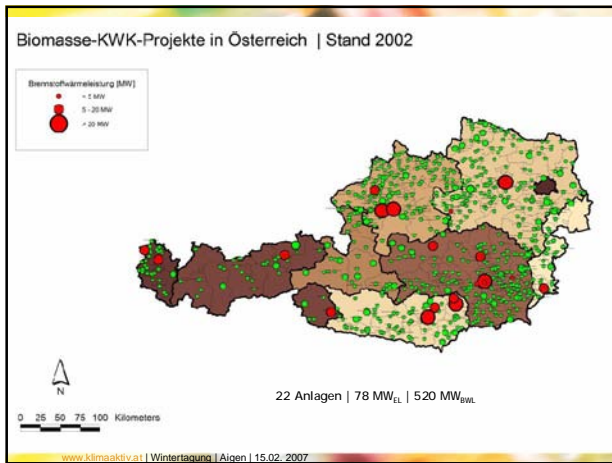 Biomasse-KWK-Projekte in Österreich | Stand 2002
Brennstoffwärmeleistung [MW]
< 5 MW
5 - 20 MW
> 20 MW
N
22 Anlagen | 78 MWEL | 520 MWBWL
0 25 50 75 100 Kilometers
www.klimaaktiv.at | Wintertagung | Aigen | 15.02. 2007